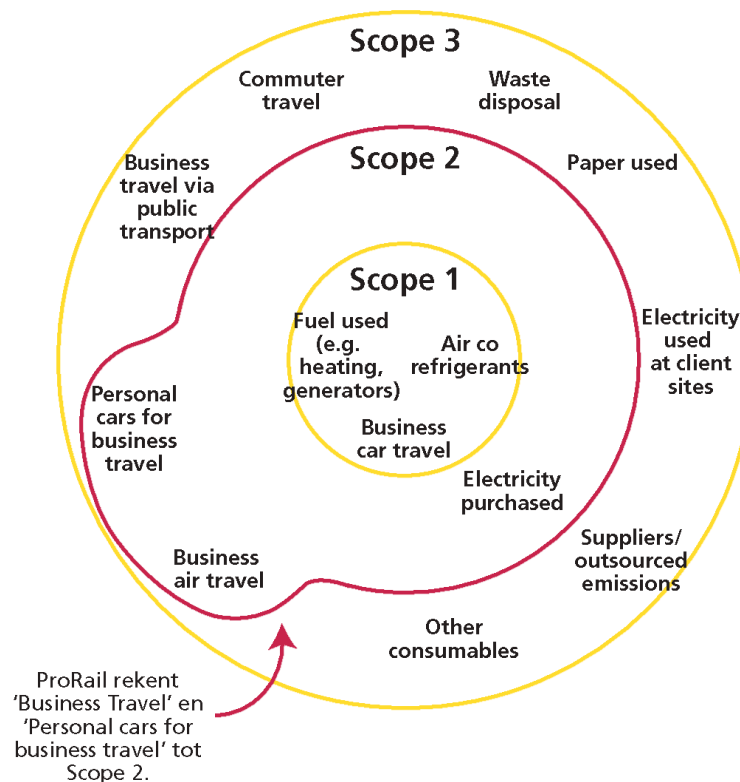 Scope 3
Commuter
travel
Waste
disposal
Business
travel via
public
transport
Scope 2
Paper used
Scope 1
Fuel used
(e.g.
heating,
generators)
Air co
refrigerants
Electricity
used
at client
sites
Personal
cars for
business
travel
Business
car travel
Electricity
purchased
Business
air travel
Suppliers/
outsourced
emissions
Other
consumables
ProRail rekent
‘Business Travel’ en
‘Personal cars for
business travel’ tot
Scope 2.